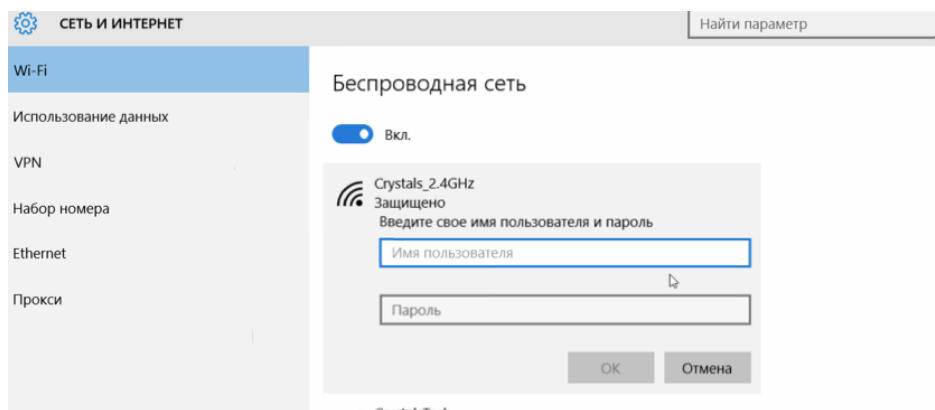 СЕТЬ И ИНТЕРНЕТ
Найти параметр
Wi-Fi
Использование данных
VPN
Набор номера
Ethernet
Прокси
Беспроводная сеть
Вкл.
Crystals_2.4GHz
Защищено
Введите свое имя пользователя и пароль
Имя пользователя
Пароль
ОК
Отмена